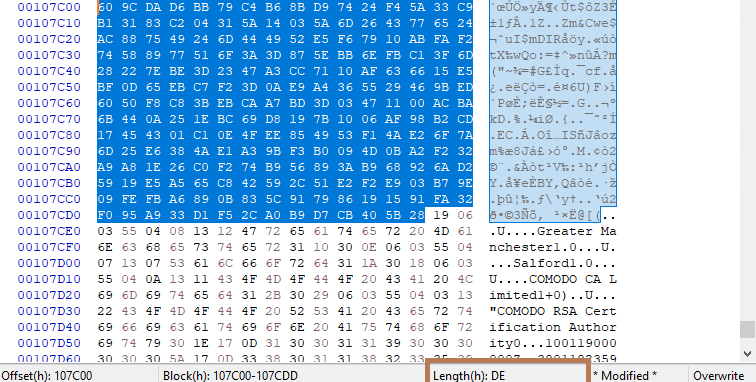 00107C00 60 9C DA D6 BB 79 C4 B6 8B D9 74 24 F4 5A 33 C9 `œÚÖ»yÄ¶‹Ùt$ôZ3É
00107C10 B1 31 83 C2 04 31 5A 14 03 5A 6D 26 43 77 65 24 ±1ƒÂ.1Z..Zm&Cwe$
00107C20 AC 88 75 49 24 6D 44 52 E5 F6 79 10 AB FA F2 ¬ˆuI$mDRåöy.«úò
00107C30 74 58 89 77 51 6F 3A 3D 87 5E BB 6E FB C1 3F 6D tX‰wQo:=‡^»nûÁ?m
00107C40 28 22 7E BE 3D 23 47 A3 CC 71 10 AF 63 66 15 E5 ("~¾=#G£Ìq.¯cf.å
00107C50 BF 0D 65 EB C7 F2 3D 0A E9 A4 36 55 29 46 9B ED ¿.eëÇò=.é¤6U)F›í
00107C60 60 50 F8 C3 8B EB CA A7 BD 3D 03 47 11 00 AC BA `PøÃ‹ëÊ§½=.G..¬º
00107C70 6B 44 0A 25 1E BC 69 D8 19 7B 10 06 AF 98 B2 CD kD.%.¼iØ.{..¯˜²Í
00107C80 17 45 43 01 C1 0E 4F EE 85 49 53 F1 4A E2 6F 7A .EC.Á.Oî…ISñJâoz
00107C90 6D 25 E6 38 4A E1 A3 9B F3 B0 09 4D 0B A2 F2 32 m%æ8Já£›ó°.M.¢ò2
00107CA0 A9 A8 1E 26 C0 F2 74 B9 56 89 3A B9 68 92 6A D2 ©¨.&Àòt¹V‰:¹h’jÒ
00107CB0 59 19 E5 A5 65 C8 42 59 2C 51 E2 F2 E9 03 B7 9E Y.å¥eÈBY,Qâòé.·ž
00107CC0 09 FE FB A6 89 0B 83 5C 91 79 86 19 15 91 FA 32 .þû¦‰.ƒ\‘y†..‘ú2
00107CD0 F0 95 A9 33 D1 F5 2C A0 B9 D7 CB 40 5B 28 19 06 ð•©3Ñõ, ¹×Ë@[(..
00107CE0 03 55 04 08 13 12 47 72 65 61 74 65 72 20 4D 61 .U....Greater Ma
00107CF0 6E 63 68 65 73 74 65 72 31 10 30 0E 06 03 55 04 nchester1.0...U.
00107D00 07 13 07 53 61 6C 66 6F 72 64 31 1A 30 18 06 03 ...Salford1.0...
00107D10 55 04 0A 13 11 43 4F 4D 4F 44 4F 20 43 41 20 4C U....COMODO CA L
00107D20 69 6D 69 74 65 64 31 2B 30 29 06 03 55 04 03 13 imited1+0)..U...
00107D30 22 43 4F 4D 4F 44 4F 20 52 53 41 20 43 65 72 74 "COMODO RSA Cert
00107D40 69 66 69 63 61 74 69 6F 6E 20 41 75 74 68 6F 72 ification Author
00107D50 69 74 79 30 1E 17 0D 31 30 30 31 31 39 30 30 30 ity0...100119000
00107D60
Offset(h): 107C00 Block(h): 107C00-107CDD Length(h): DE * Modified * Overwrite